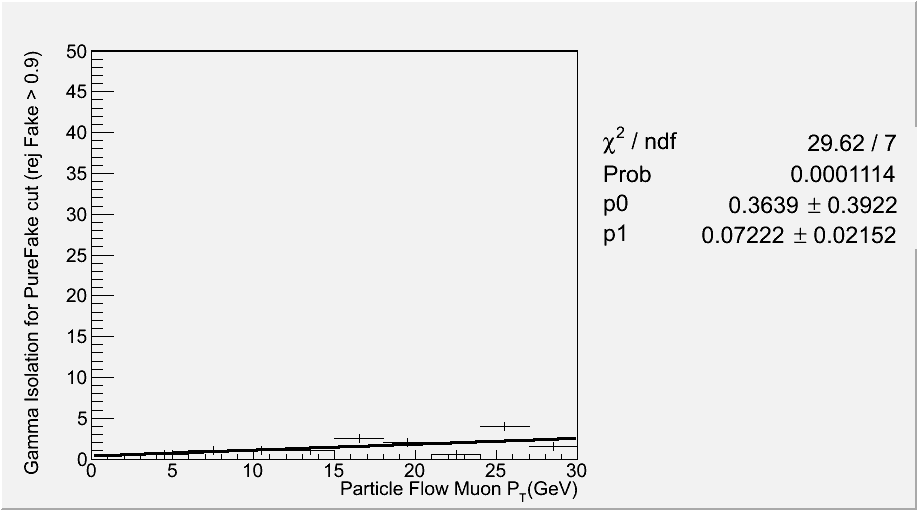 Gamma Isolation for PureFake cut (rej Fake > 0.9)
50
45
40
35
30
25
20
15
10
5
0
0 5 10 15 20 25 30
Particle Flow Muon P_T(GeV)
χ² / ndf 29.62 / 7
Prob 0.0001114
p0 0.3639 ± 0.3922
p1 0.07222 ± 0.02152